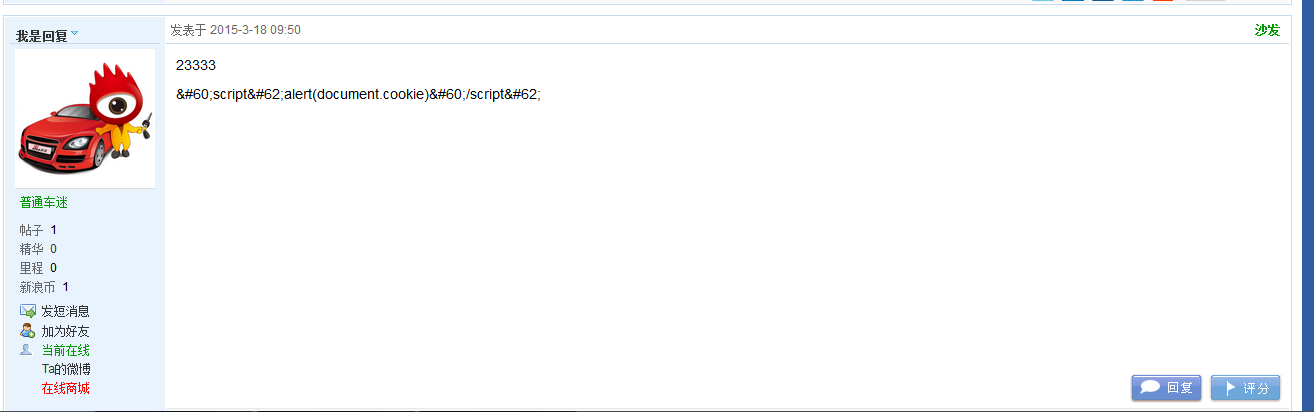 我是回复
发表于 2015-3-18 09:50
沙发
23333
&#60;script&#62;alert(document.cookie)&#60;/script&#62;
普通车迷
帖子 1
精华 0
里程 0
新浪币 1
发短消息
加为好友
当前在线
Ta的微博
在线商城
回复
评分